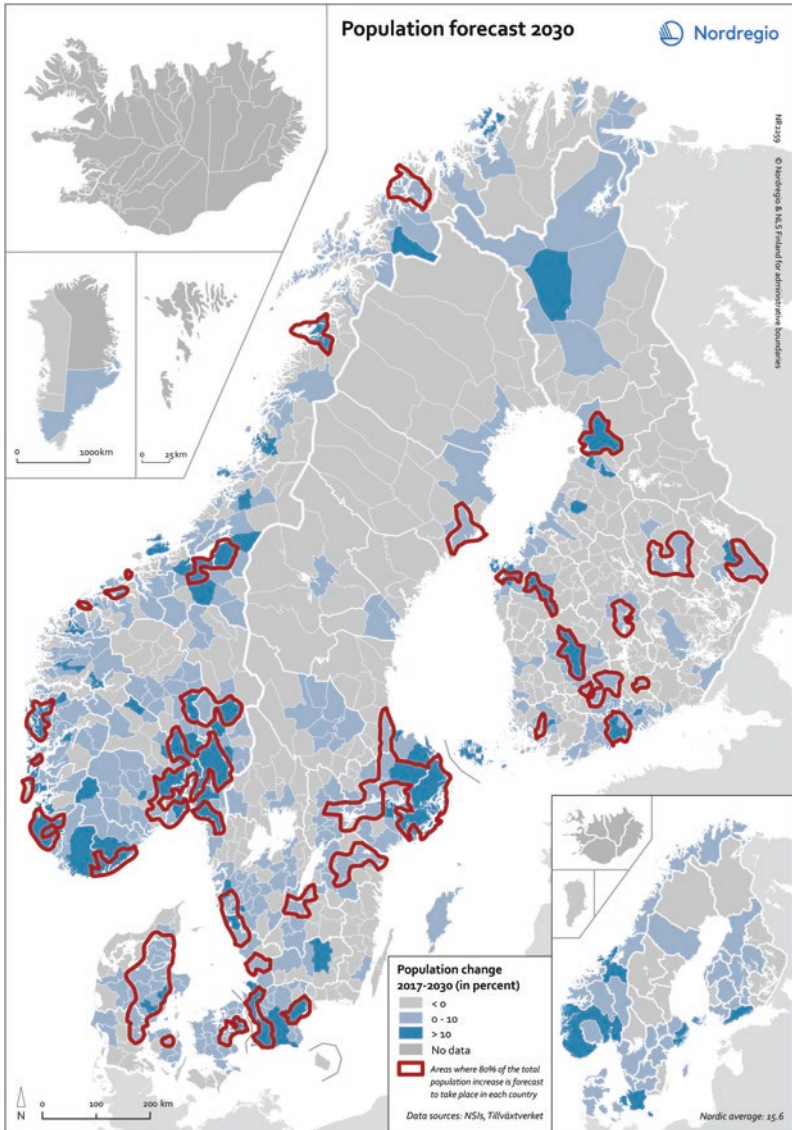 Population forecast 2030
Nordregio
NR2259 © Nordregio & NLS Finland for administrative boundaries
0 1000km
0 25km
Population change
2017-2030 (in percent)
< 0
0 - 10
> 10
No data
Areas where 80% of the total
population increase is forecast
to take place in each country
Data sources: NSIs, Tillväxtverket
N
0 100 200 km
Nordic average: 15.6